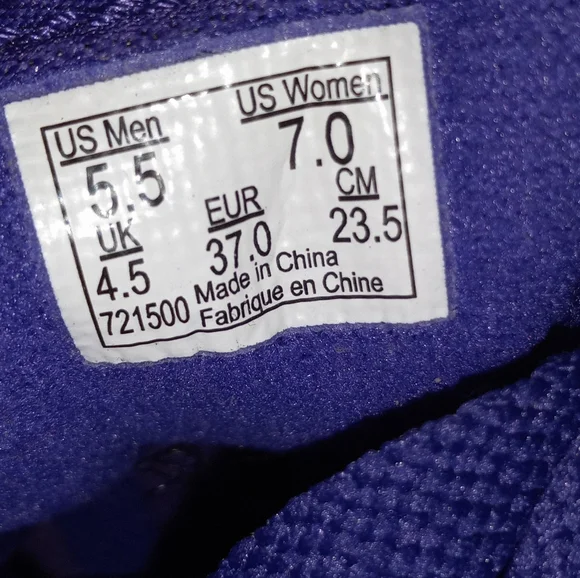 US Men US Women
5.5 7.0
UK EUR CM
4.5 37.0 23.5
721500 Made in China
Fabrique en Chine